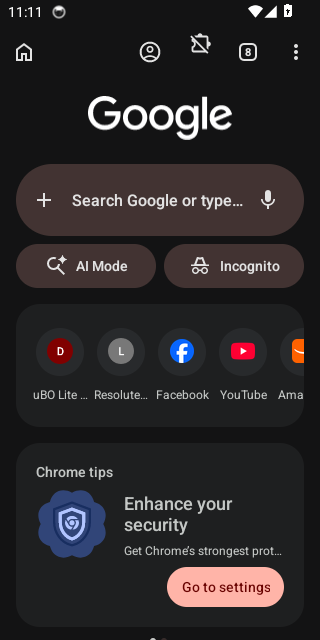 11:11
8
Google
Search Google or type…
AI Mode
Incognito
D
L
uBO Lite …
Resolute…
Facebook
YouTube
Ama
Chrome tips
Enhance your
security
Get Chrome's strongest prot…
Go to settings